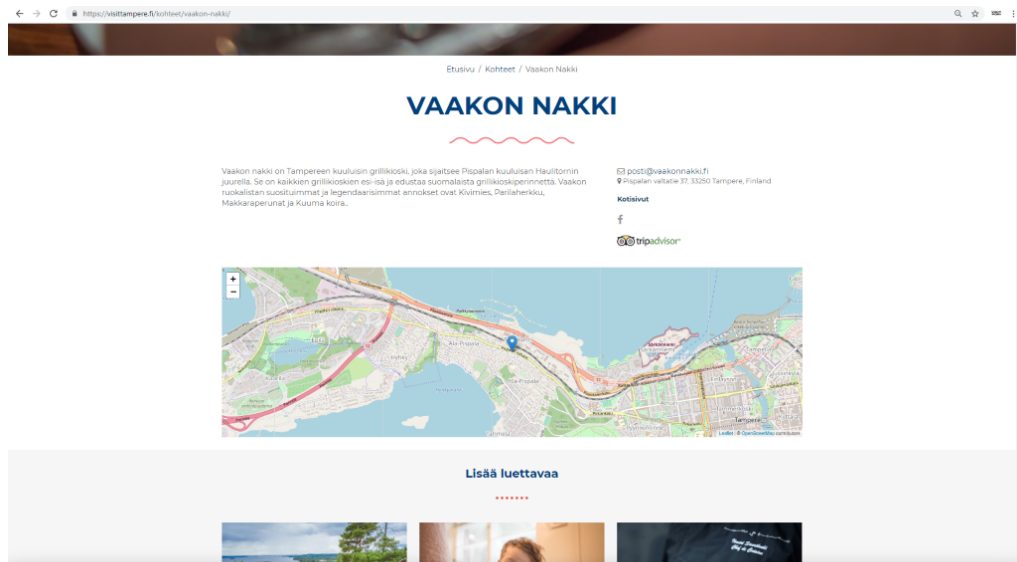 https://visittampere.fi/kohteet/vaakon-nakki/
Etusivu / Kohteet / Vaakon Nakki
VAAKON NAKKI
Vaakon nakki on Tampereen kuuluisin grillikioski, joka sijaitsee Pispalan kuuluisan Haulitornin
juurella. Se on kaikkien grillikioskien esi-isä ja edustaa suomalaista grillikioskiperinnettä. Vaakon
ruokalistan suosituimmat ja legendaarisimmat annokset ovat Kivimies, Parilaherkku,
Makkaraperunat ja Kuuma koira..
posti@vaakonnakki.fi
Pispalan valtatie 37, 33250 Tampere, Finland
Kotisivut
tripadvisor
+
−
Ala-Pispala
Tampere
Leaflet | © OpenStreetMap contributors
Lisää luettavaa